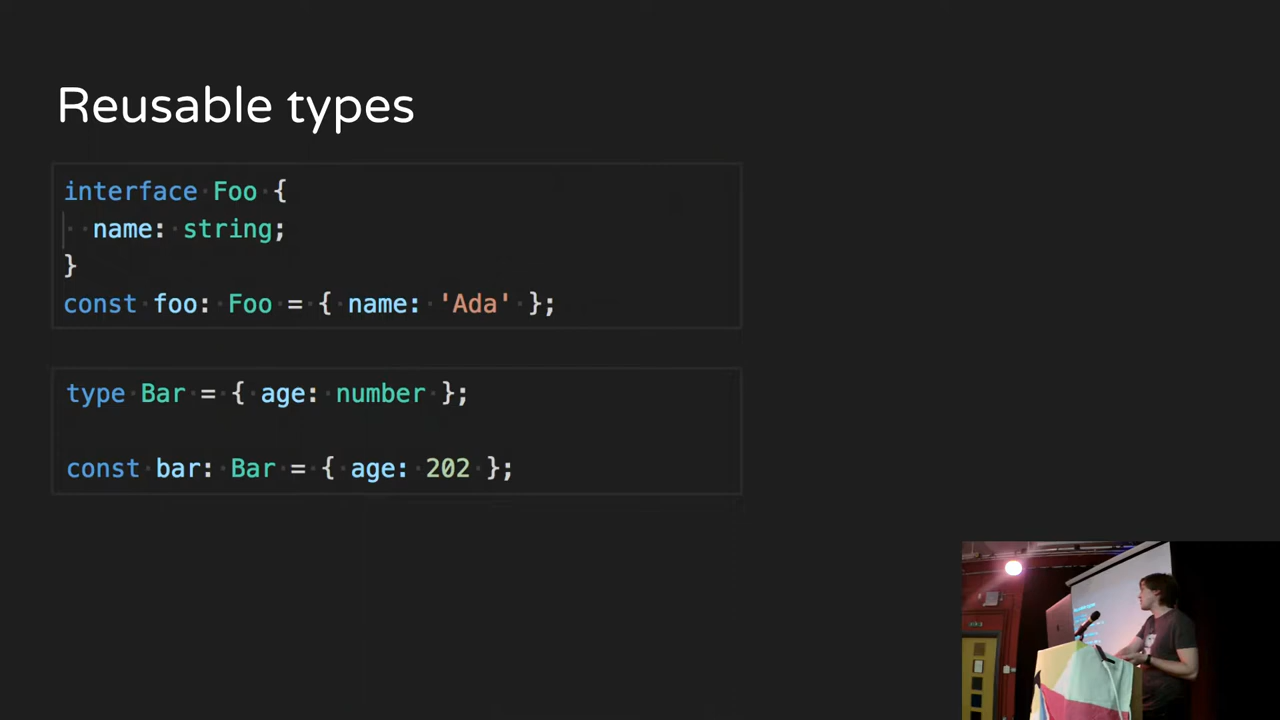 Reusable types
interface Foo {
  name: string;
}
const foo: Foo = { name: 'Ada' };
type Bar = { age: number };
const bar: Bar = { age: 202 };